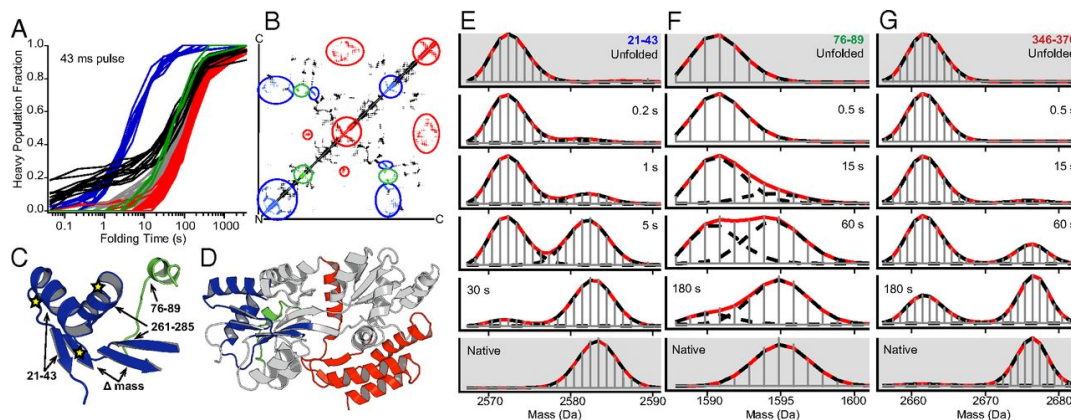 A
43 ms pulse
Heavy Population Fraction
1.0
0.8
0.6
0.4
0.2
0.0
0.1
1
10
100
1000
Folding Time (s)
B
C
N
C
C
76-89
261-285
21-43
Δ mass
D
E
21-43
Unfolded
0.2 s
1 s
5 s
30 s
Native
2570
2580
2590
Mass (Da)
F
76-89
Unfolded
0.5 s
15 s
60 s
180 s
Native
1590
1595
1600
Mass (Da)
G
346-370
Unfolded
0.5 s
15 s
60 s
180 s
Native
2660
2670
2680
Mass (Da)